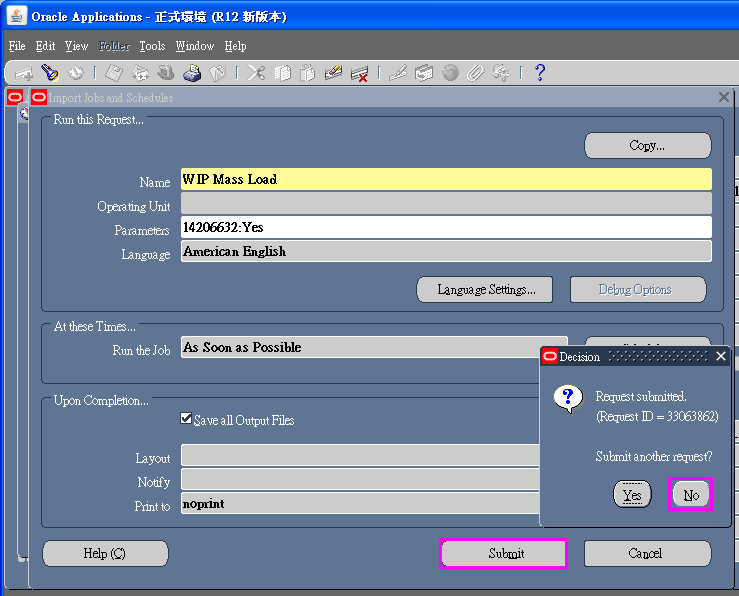 Oracle Applications - 正式環境 (R12 新版本)
File Edit View Folder Tools Window Help
Import Jobs and Schedules
Run this Request...
Copy...
Name WIP Mass Load
Operating Unit
Parameters 14206632:Yes
Language American English
Language Settings... Debug Options
At these Times...
Run the Job As Soon as Possible
Decision
Request submitted.
(Request ID = 33063862)
Submit another request?
Yes No
Upon Completion...
Save all Output Files
Layout
Notify
Print to noprint
Help (C) Submit Cancel